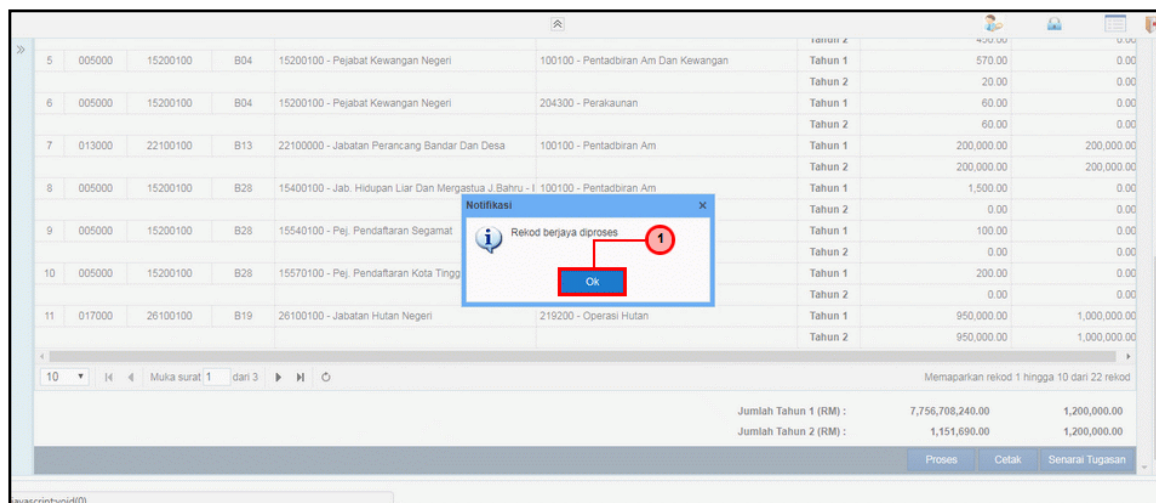 Tahun 2 450.00 0.00
5 005000 15200100 B04 15200100 - Pejabat Kewangan Negeri 100100 - Pentadbiran Am Dan Kewangan Tahun 1 570.00 0.00
Tahun 2 20.00 0.00
6 005000 15200100 B04 15200100 - Pejabat Kewangan Negeri 204300 - Perakaunan Tahun 1 60.00 0.00
Tahun 2 60.00 0.00
7 013000 22100100 B13 22100000 - Jabatan Perancang Bandar Dan Desa 100100 - Pentadbiran Am Tahun 1 200,000.00 200,000.00
Tahun 2 200,000.00 200,000.00
8 005000 15200100 B28 15400100 - Jab. Hidupan Liar Dan Mergastua J.Bahru - 100100 - Pentadbiran Am Tahun 1 1,500.00 0.00
Notifikasi x
Tahun 2 0.00 0.00
9 005000 15200100 B28 15540100 - Pej. Pendaftaran Segamat Tahun 1 100.00 0.00
Rekod berjaya diproses 1
Tahun 2 0.00 0.00
10 005000 15200100 B28 15570100 - Pej. Pendaftaran Kota Tingg Tahun 1 200.00 0.00
Ok
Tahun 2 0.00 0.00
11 017000 26100100 B19 26100100 - Jabatan Hutan Negeri 219200 - Operasi Hutan Tahun 1 950,000.00 1,000,000.00
Tahun 2 950,000.00 1,000,000.00
10 Muka surat 1 dari 3 Memaparkan rekod 1 hingga 10 dari 22 rekod
Jumlah Tahun 1 (RM) : 7,756,708,240.00 1,200,000.00
Jumlah Tahun 2 (RM) : 1,151,690.00 1,200,000.00
Proses Cetak Senarai Tugasan
javascript:void(0)